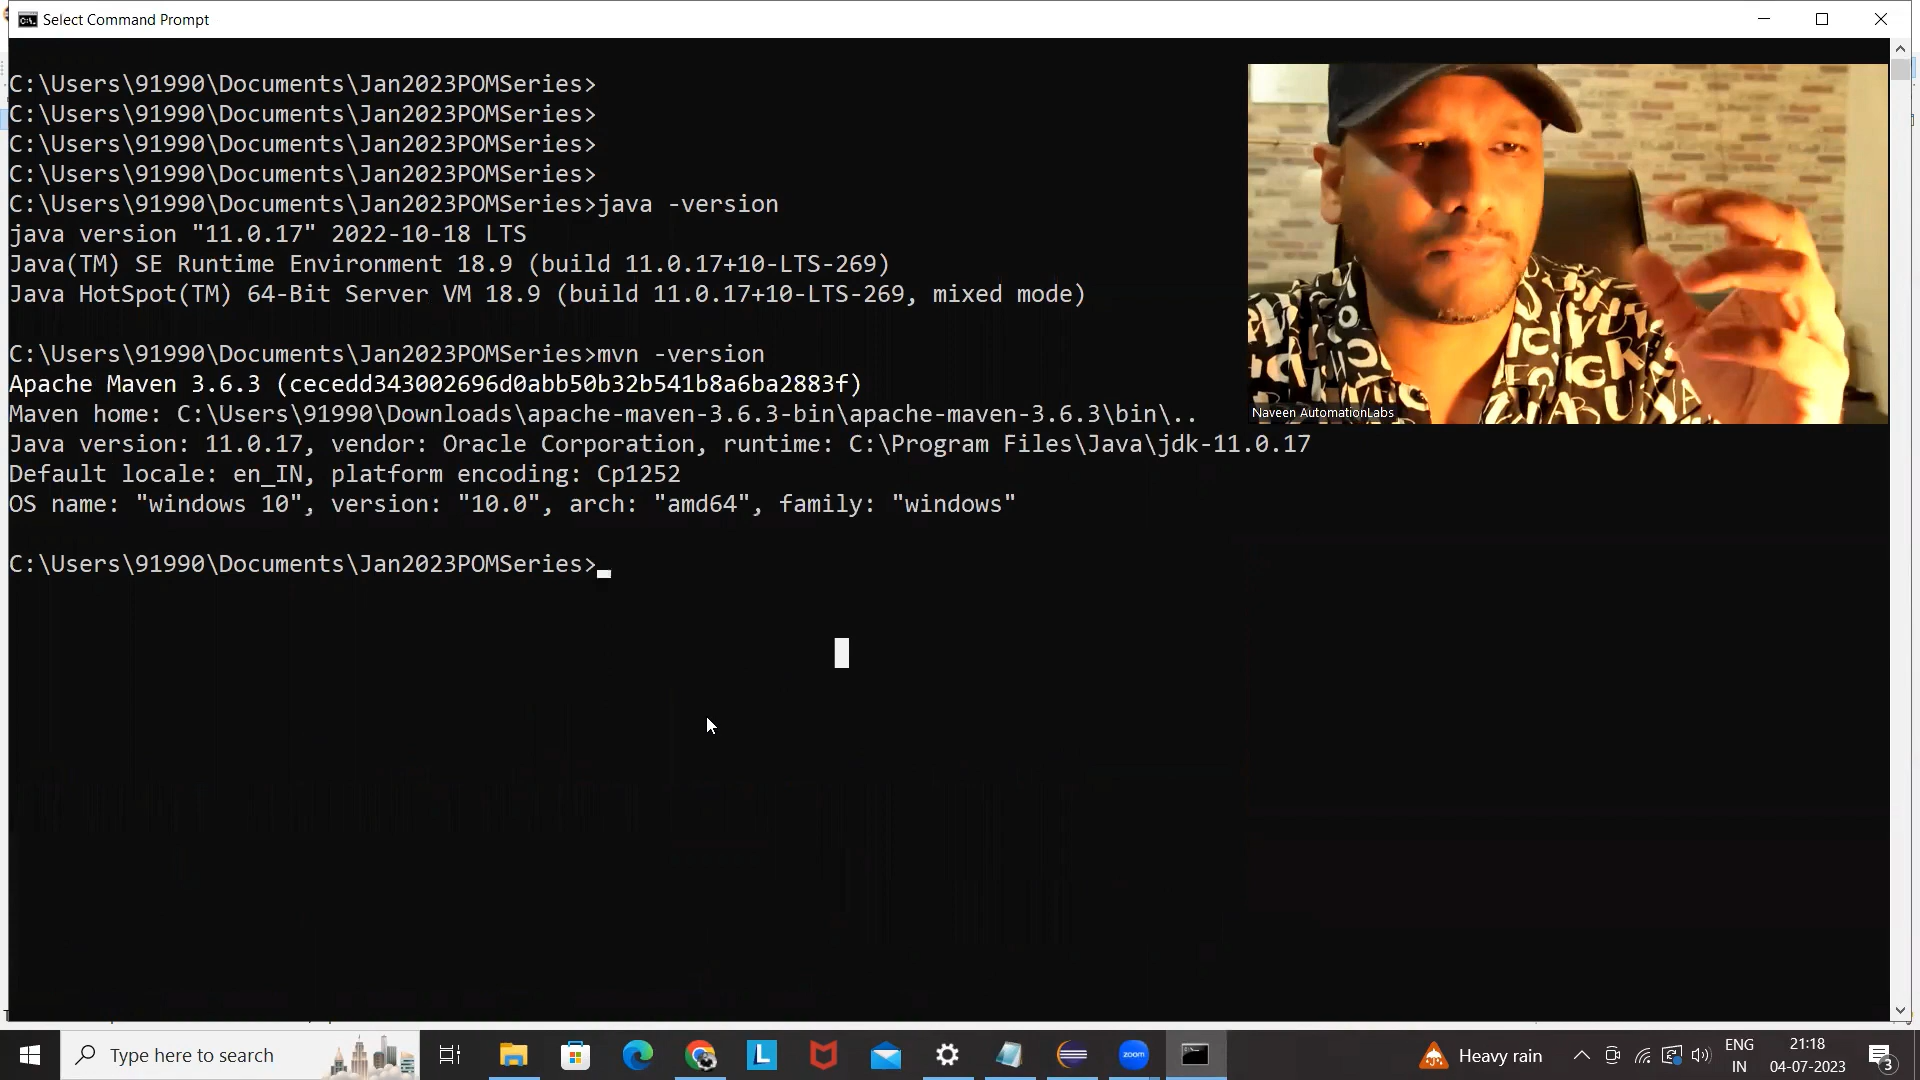 Select Command Prompt
C:\Users\91990\Documents\Jan2023POMSeries>
C:\Users\91990\Documents\Jan2023POMSeries>
C:\Users\91990\Documents\Jan2023POMSeries>
C:\Users\91990\Documents\Jan2023POMSeries>
C:\Users\91990\Documents\Jan2023POMSeries>java -version
java version "11.0.17" 2022-10-18 LTS
Java(TM) SE Runtime Environment 18.9 (build 11.0.17+10-LTS-269)
Java HotSpot(TM) 64-Bit Server VM 18.9 (build 11.0.17+10-LTS-269, mixed mode)
C:\Users\91990\Documents\Jan2023POMSeries>mvn -version
Apache Maven 3.6.3 (cecedd343002696d0abb50b32b541b8a6ba2883f)
Maven home: C:\Users\91990\Downloads\apache-maven-3.6.3-bin\apache-maven-3.6.3\bin\..
Java version: 11.0.17, vendor: Oracle Corporation, runtime: C:\Program Files\Java\jdk-11.0.17
Default locale: en_IN, platform encoding: Cp1252
OS name: "windows 10", version: "10.0", arch: "amd64", family: "windows"
C:\Users\91990\Documents\Jan2023POMSeries>
Naveen AutomationLabs
Type here to search
L
zoom
Heavy rain
ENG
IN
21:18
04-07-2023
3